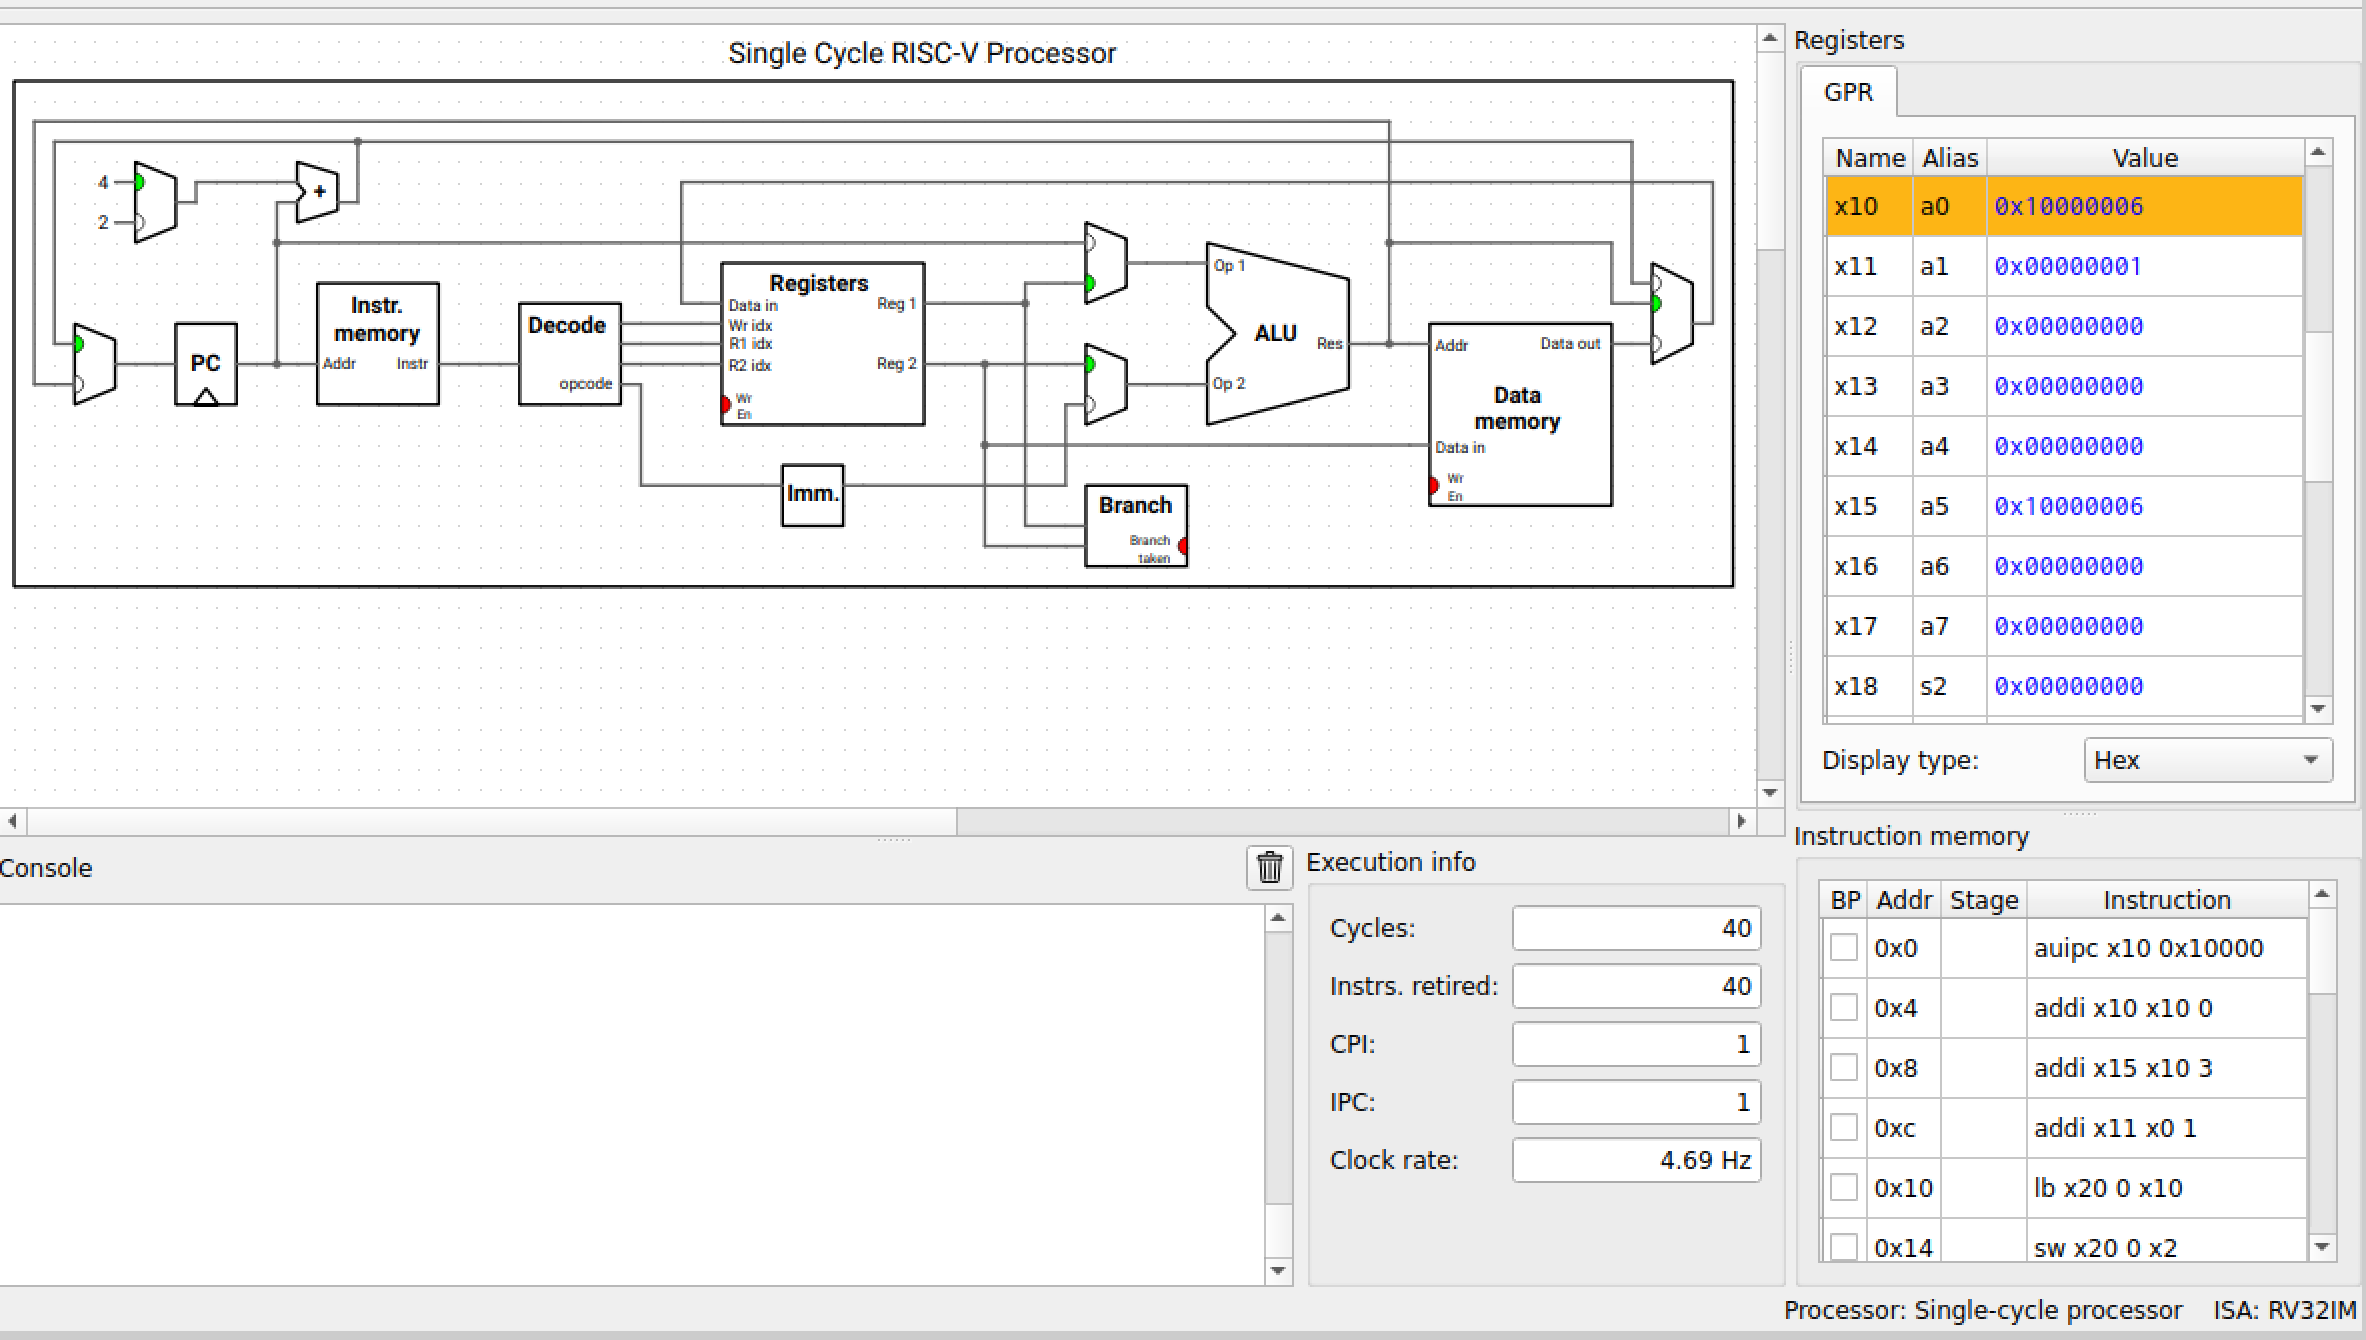 Single Cycle RISC-V Processor
4
2
+
PC
Instr.
memory
Addr
Instr
Decode
opcode
Registers
Data in
Wr idx
R1 idx
R2 idx
Wr
En
Reg 1
Reg 2
Imm.
Op 1
Op 2
ALU
Res
Branch
Branch
taken
Addr
Data out
Data
memory
Data in
Wr
En
Registers
GPR
Name Alias Value
x10 a0 0x10000006
x11 a1 0x00000001
x12 a2 0x00000000
x13 a3 0x00000000
x14 a4 0x00000000
x15 a5 0x10000006
x16 a6 0x00000000
x17 a7 0x00000000
x18 s2 0x00000000
Display type: Hex
Console
Execution info
Cycles: 40
Instrs. retired: 40
CPI: 1
IPC: 1
Clock rate: 4.69 Hz
Instruction memory
BP Addr Stage Instruction
0x0 auipc x10 0x10000
0x4 addi x10 x10 0
0x8 addi x15 x10 3
0xc addi x11 x0 1
0x10 lb x20 0 x10
0x14 sw x20 0 x2
Processor: Single-cycle processor ISA: RV32IM